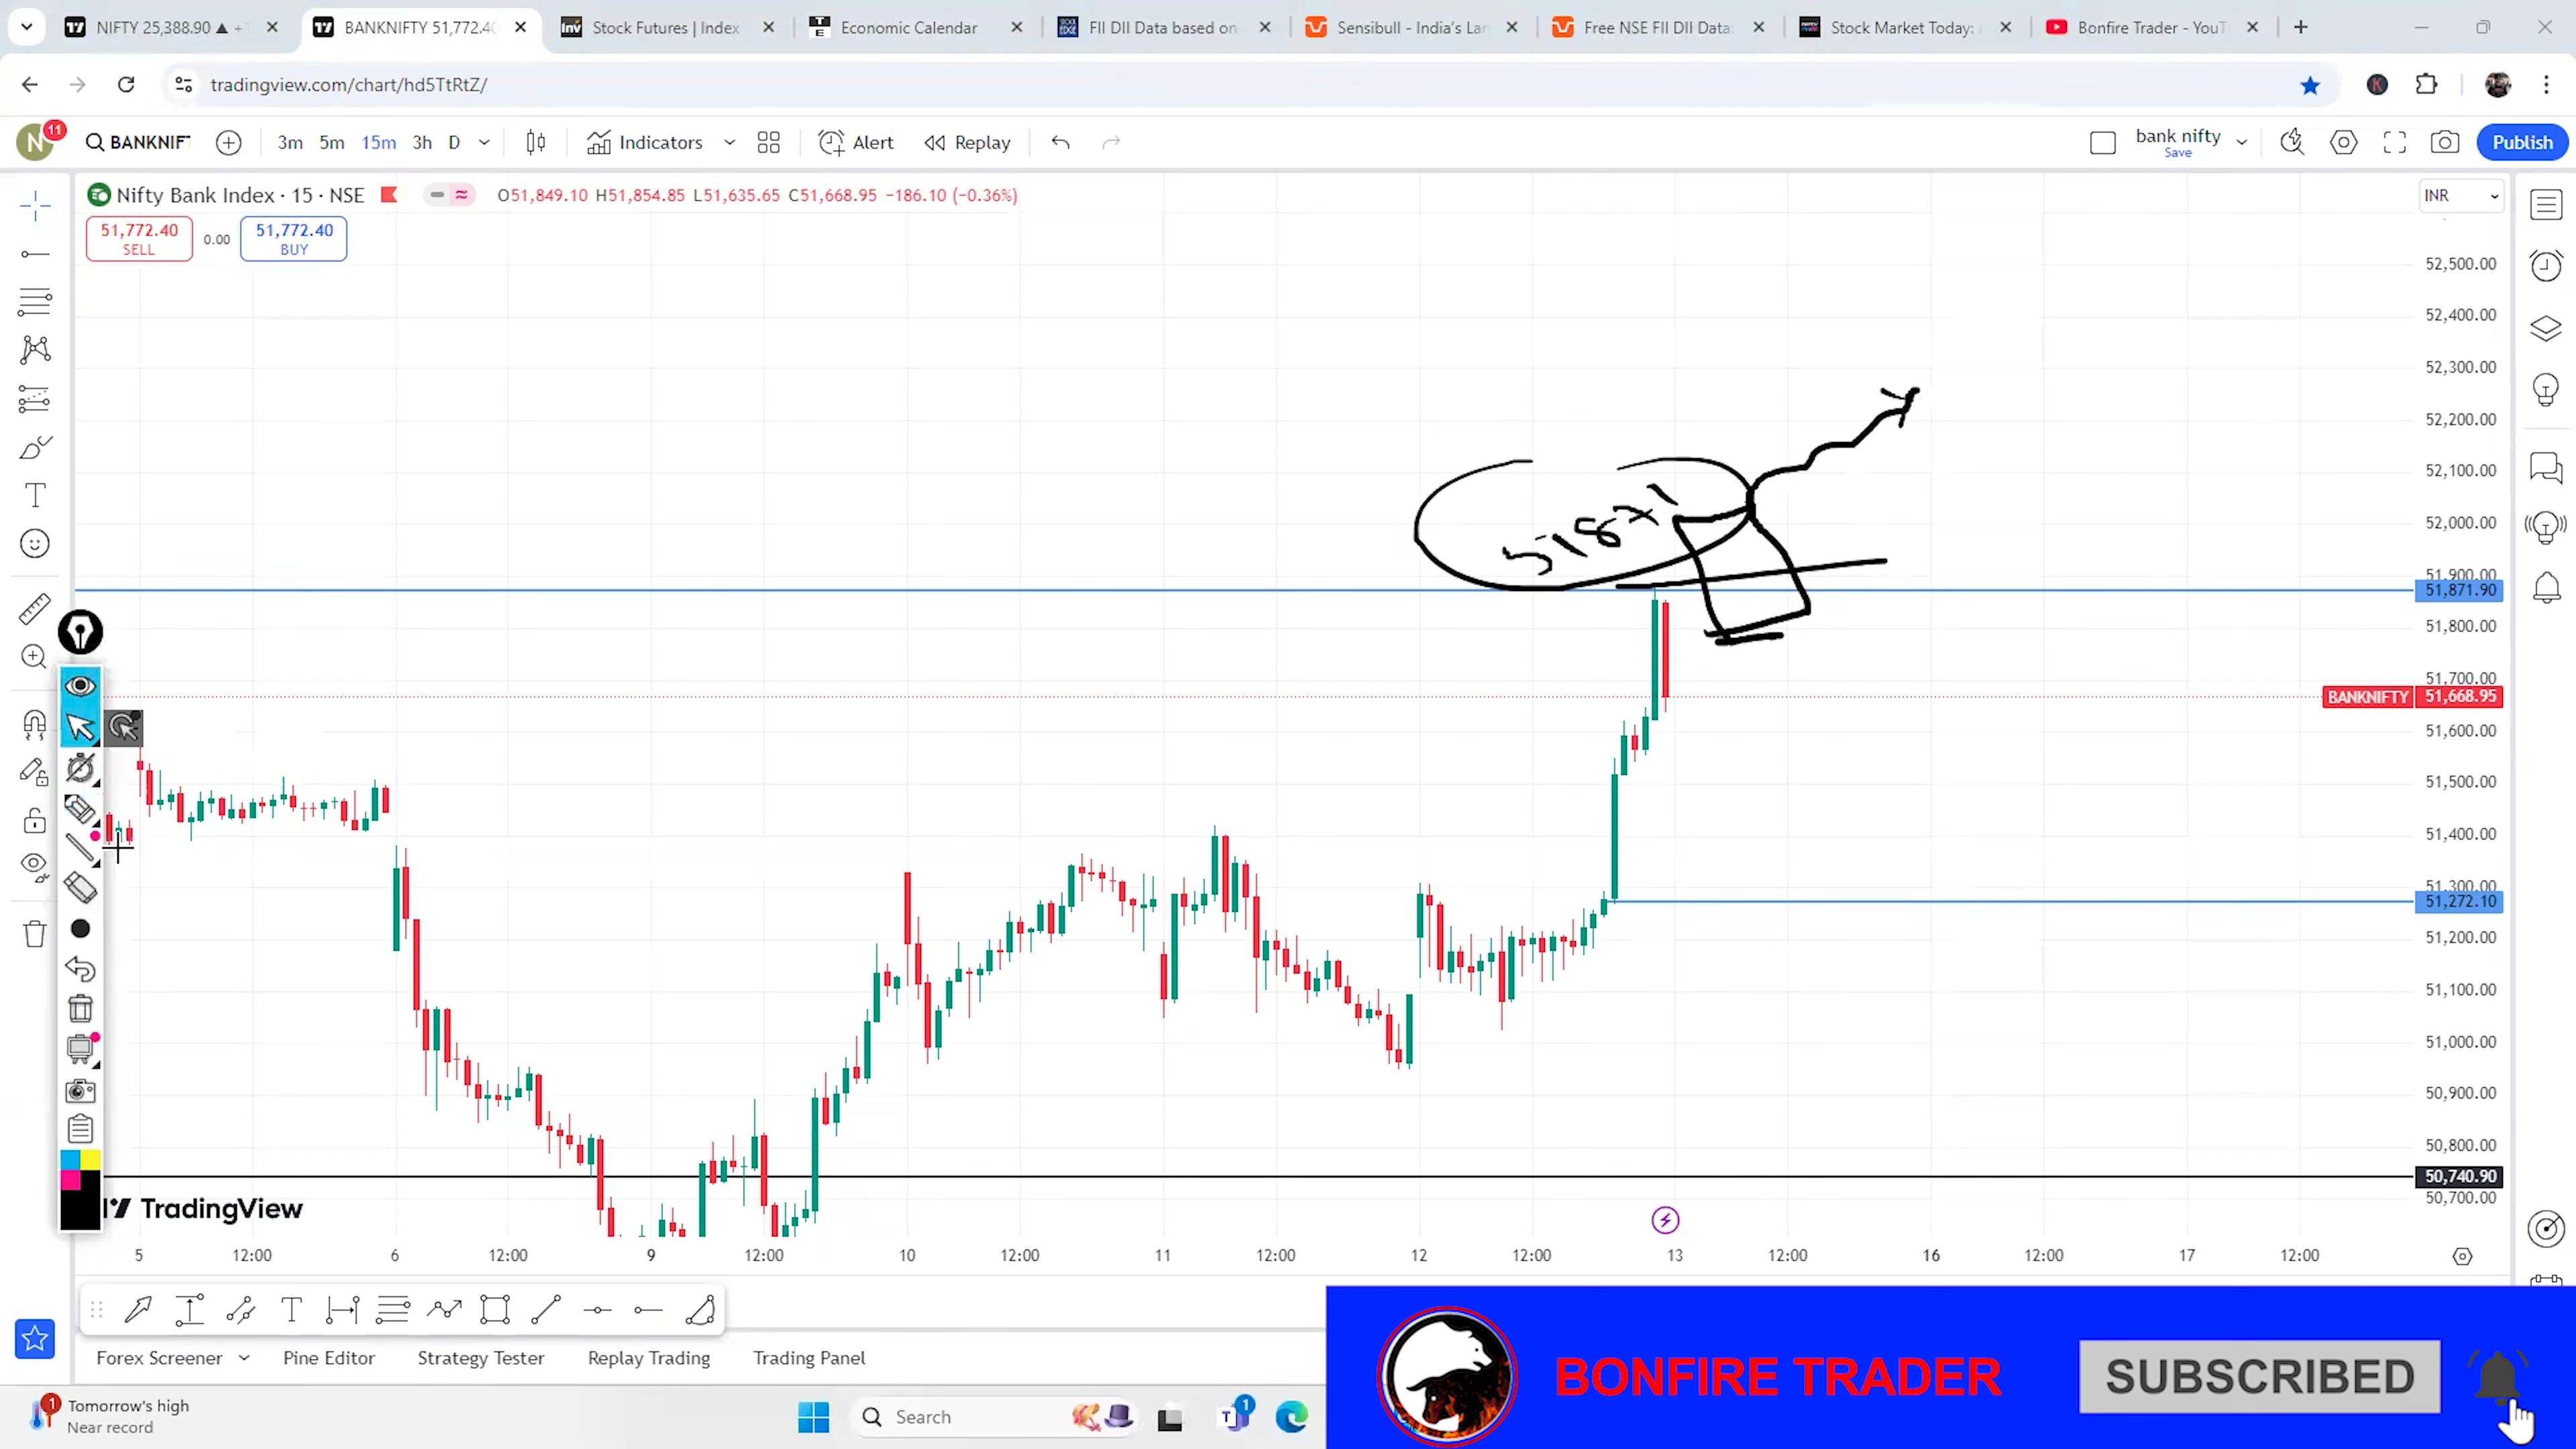 NIFTY 25,388.90 ▲ +
BANKNIFTY 51,772.40
Stock Futures | Index
Economic Calendar
FII DII Data based on
Sensibull - India's Lar
Free NSE FII DII Data:
Stock Market Today:
Bonfire Trader - YouT
tradingview.com/chart/hd5TtRtZ/
N 11
BANKNIFT
3m 5m 15m 3h D
Indicators
Alert
Replay
bank nifty
Save
Publish
Nifty Bank Index · 15 · NSE
O51,849.10 H51,854.85 L51,635.65 C51,668.95 −186.10 (−0.36%)
INR
51,772.40
SELL
0.00
51,772.40
BUY
52,500.00
52,400.00
52,300.00
52,200.00
52,100.00
52,000.00
51,900.00
51,871.90
51,800.00
51,700.00
BANKNIFTY 51,668.95
51,600.00
51,500.00
51,400.00
51,300.00
51,272.10
51,200.00
51,100.00
51,000.00
50,900.00
50,800.00
50,740.90
50,700.00
51871
TradingView
5 12:00 6 12:00 9 12:00 10 12:00 11 12:00 12 12:00 13 12:00 16 12:00 17 12:00
Forex Screener
Pine Editor
Strategy Tester
Replay Trading
Trading Panel
BONFIRE TRADER
SUBSCRIBED
1
Tomorrow's high
Near record
Search
1